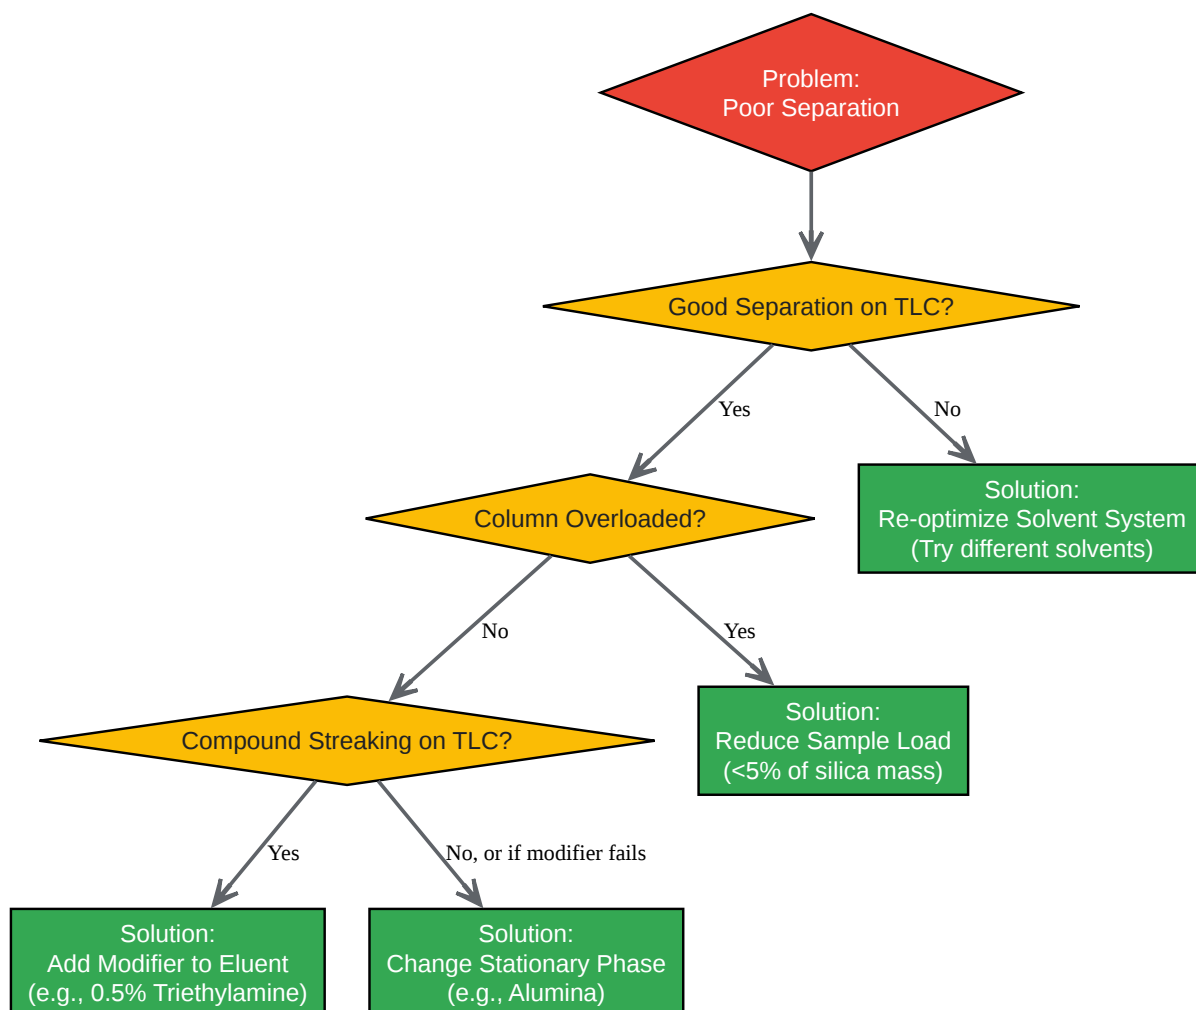 Problem:
Poor Separation
Good Separation on TLC?
Yes
No
Solution:
Re-optimize Solvent System
(Try different solvents)
Column Overloaded?
No
Yes
Solution:
Reduce Sample Load
(<5% of silica mass)
Compound Streaking on TLC?
Yes
No, or if modifier fails
Solution:
Add Modifier to Eluent
(e.g., 0.5% Triethylamine)
Solution:
Change Stationary Phase
(e.g., Alumina)